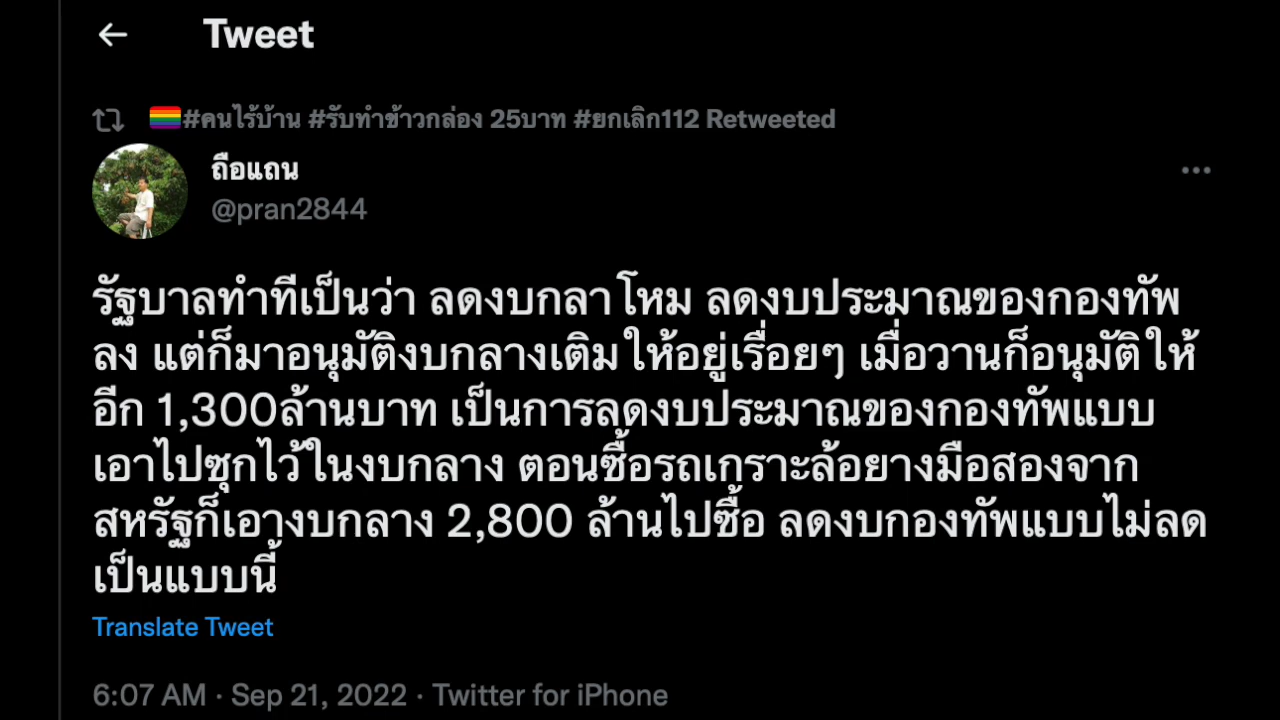 Tweet
#คนไร้บ้าน #รับทำข้าวกล่อง 25บาท #ยกเลิก112 Retweeted
ถือแถน
@pran2844
รัฐบาลทำทีเป็นว่า ลดงบกลาโหม ลดงบประมาณของกองทัพ
ลง แต่ก็มาอนุมัติงบกลางเติมให้อยู่เรื่อยๆ เมื่อวานก็อนุมัติให้
อีก 1,300ล้านบาท เป็นการลดงบประมาณของกองทัพแบบ
เอาไปซุกไว้ในงบกลาง ตอนซื้อรถเกราะล้อยางมือสองจาก
สหรัฐก็เอางบกลาง 2,800 ล้านไปซื้อ ลดงบกองทัพแบบไม่ลด
เป็นแบบนี้
Translate Tweet
6:07 AM · Sep 21, 2022 · Twitter for iPhone